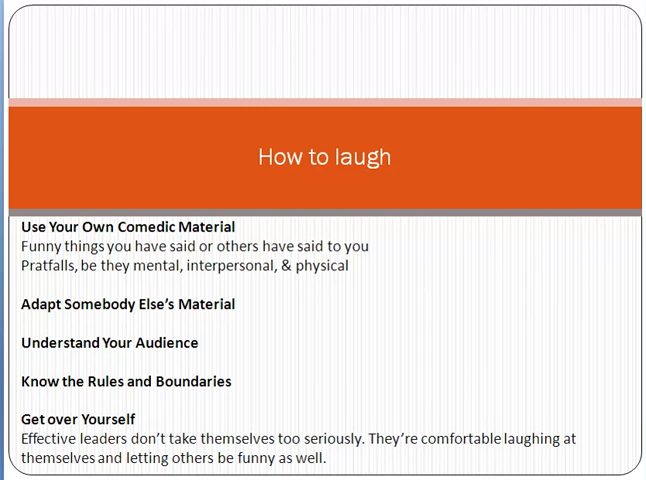 How to laugh
Use Your Own Comedic Material
Funny things you have said or others have said to you
Pratfalls, be they mental, interpersonal, & physical
Adapt Somebody Else's Material
Understand Your Audience
Know the Rules and Boundaries
Get over Yourself
Effective leaders don't take themselves too seriously. They're comfortable laughing at
themselves and letting others be funny as well.